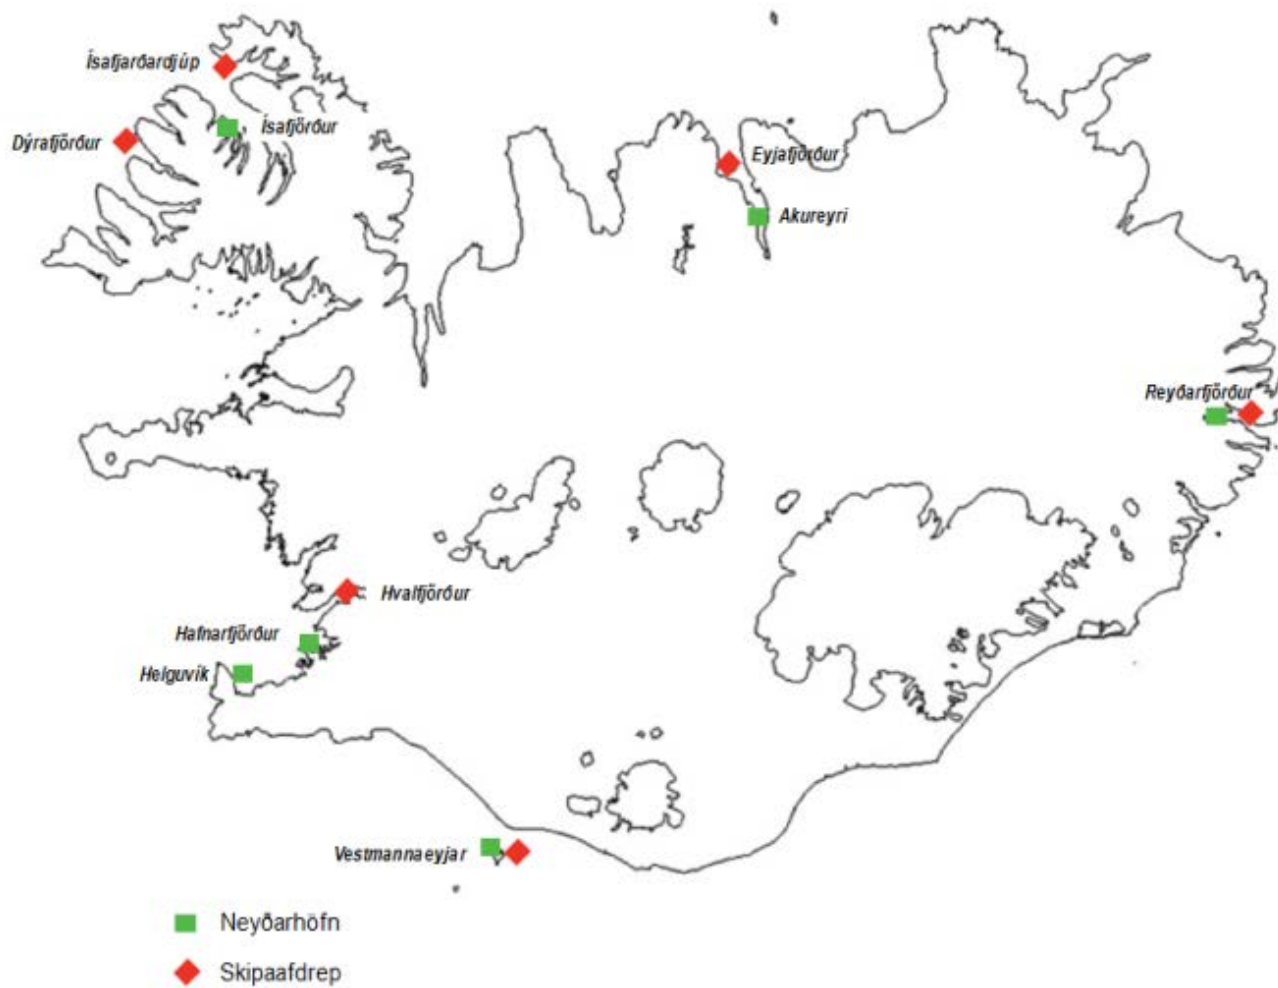 Ísafjarðardjúp
Ísafjörður
Dýrafjörður
Eyjafjörður
Akureyri
Reyðarfjörður
Hvalfjörður
Hafnarfjörður
Helguvík
Vestmannaeyjar
Neyðarhöfn
Skipaafdrep